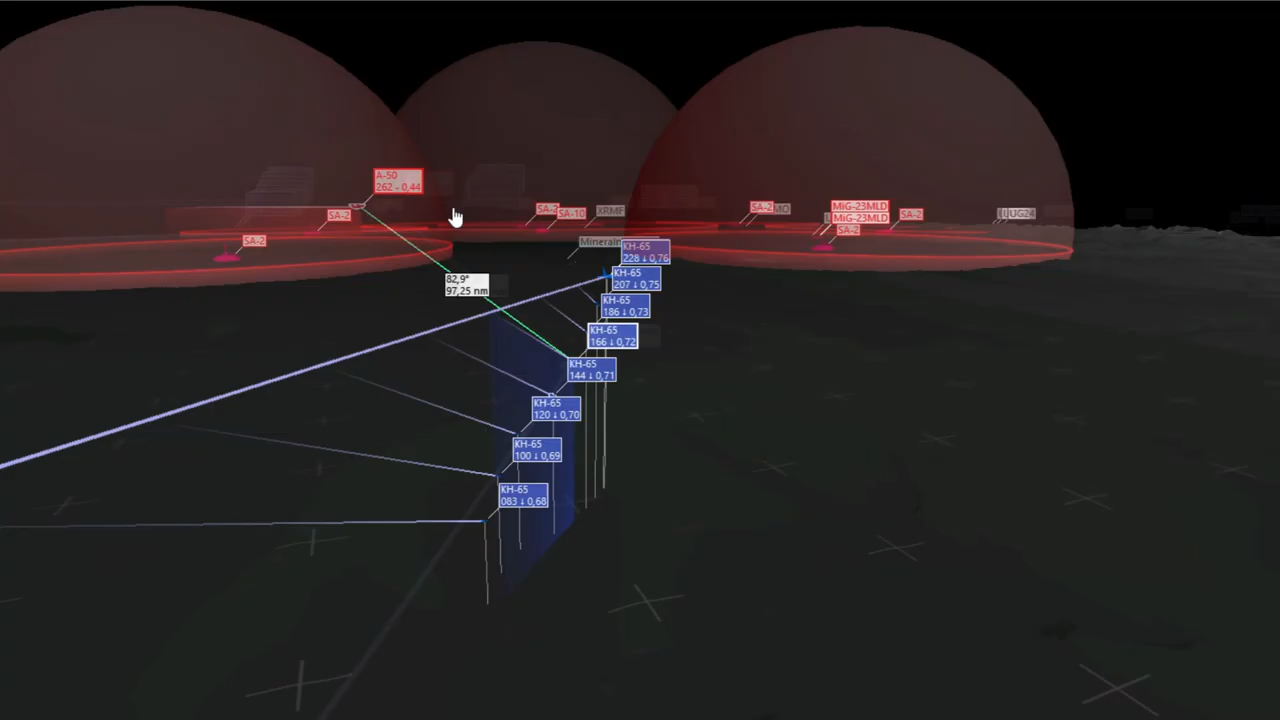 A-50
262 - 0,44
SA-2
SA-2
SA-10
XRMF
SA-2
MiG-23MLD
MiG-23MLD
SA-2
SA-2
UG24
SA-2
KH-65
228 ↓ 0,76
KH-65
207 ↓ 0,75
82,9°
97,25 nm
KH-65
186 ↓ 0,73
KH-65
166 ↓ 0,72
KH-65
144 ↓ 0,71
KH-65
120 ↓ 0,70
KH-65
100 ↓ 0,69
KH-65
083 ↓ 0,68